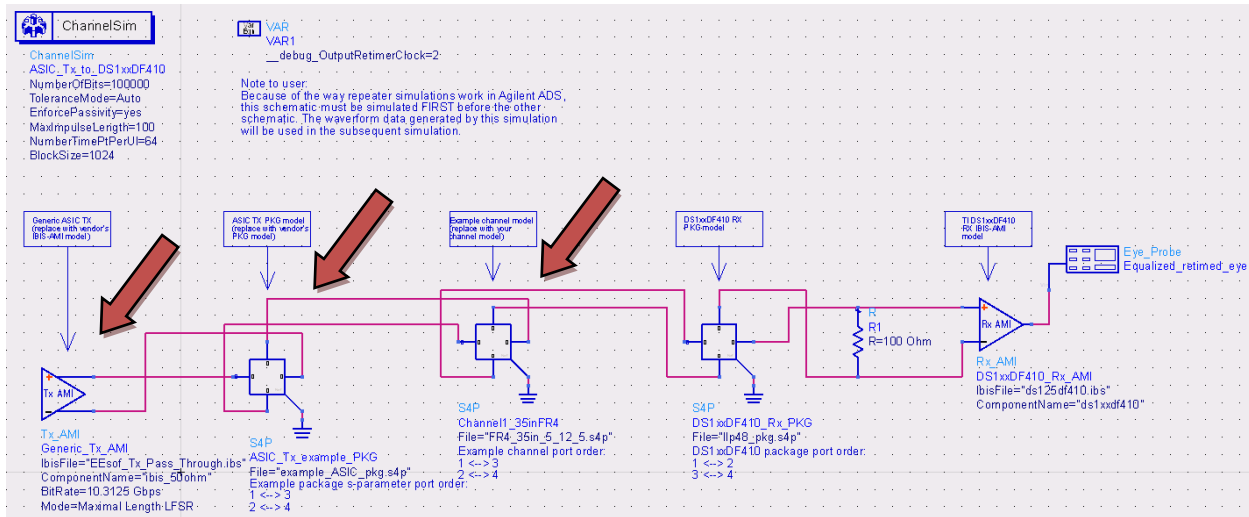 ChannelSim
ChannelSim
ASIC_Tx_to_DS1xxDF410
NumberOfBits=100000
ToleranceMode=Auto
EnforcePassivity=yes
MaxImpulseLength=100
NumberTimePtPerUI=64
BlockSize=1024
Var
Eqn
VAR
VAR1
__debug_OutputRetimerClock=2
Note to user:
Because of the way repeater simulations work in Agilent ADS,
this schematic must be simulated FIRST before the other
schematic. The waveform data generated by this simulation
will be used in the subsequent simulation.
Generic ASIC TX
(replace with vendor's
IBIS-AMI model)
ASIC TX PKG model
(replace with vendor's
PKG model)
Example channel model
(replace with your
channel model)
DS1xxDF410 RX
PKG model
TI DS1xxDF410
RX IBIS-AMI
model
Eye_Probe
Equalized_retimed_eye
Tx AMI
Tx_AMI
Generic_Tx_AMI
IbisFile="EEsof_Tx_Pass_Through.ibs"
ComponentName="ibis_50ohm"
BitRate=10.3125 Gbps
Mode=Maximal Length LFSR
S4P
ASIC_Tx_example_PKG
File="example_ASIC_pkg.s4p"
Example package s-parameter port order:
1 <--> 3
2 <--> 4
S4P
Channel1_35inFR4
File="FR4_35in_5_12_5.s4p"
Example channel port order:
1 <--> 3
2 <--> 4
S4P
DS1xxDF410_Rx_PKG
File="llp48_pkg.s4p"
DS1xxDF410 package port order:
1 <--> 2
3 <--> 4
R
R1
R=100 Ohm
Rx AMI
Rx_AMI
DS1xxDF410_Rx_AMI
IbisFile="ds125df410.ibs"
ComponentName="ds1xxdf410"